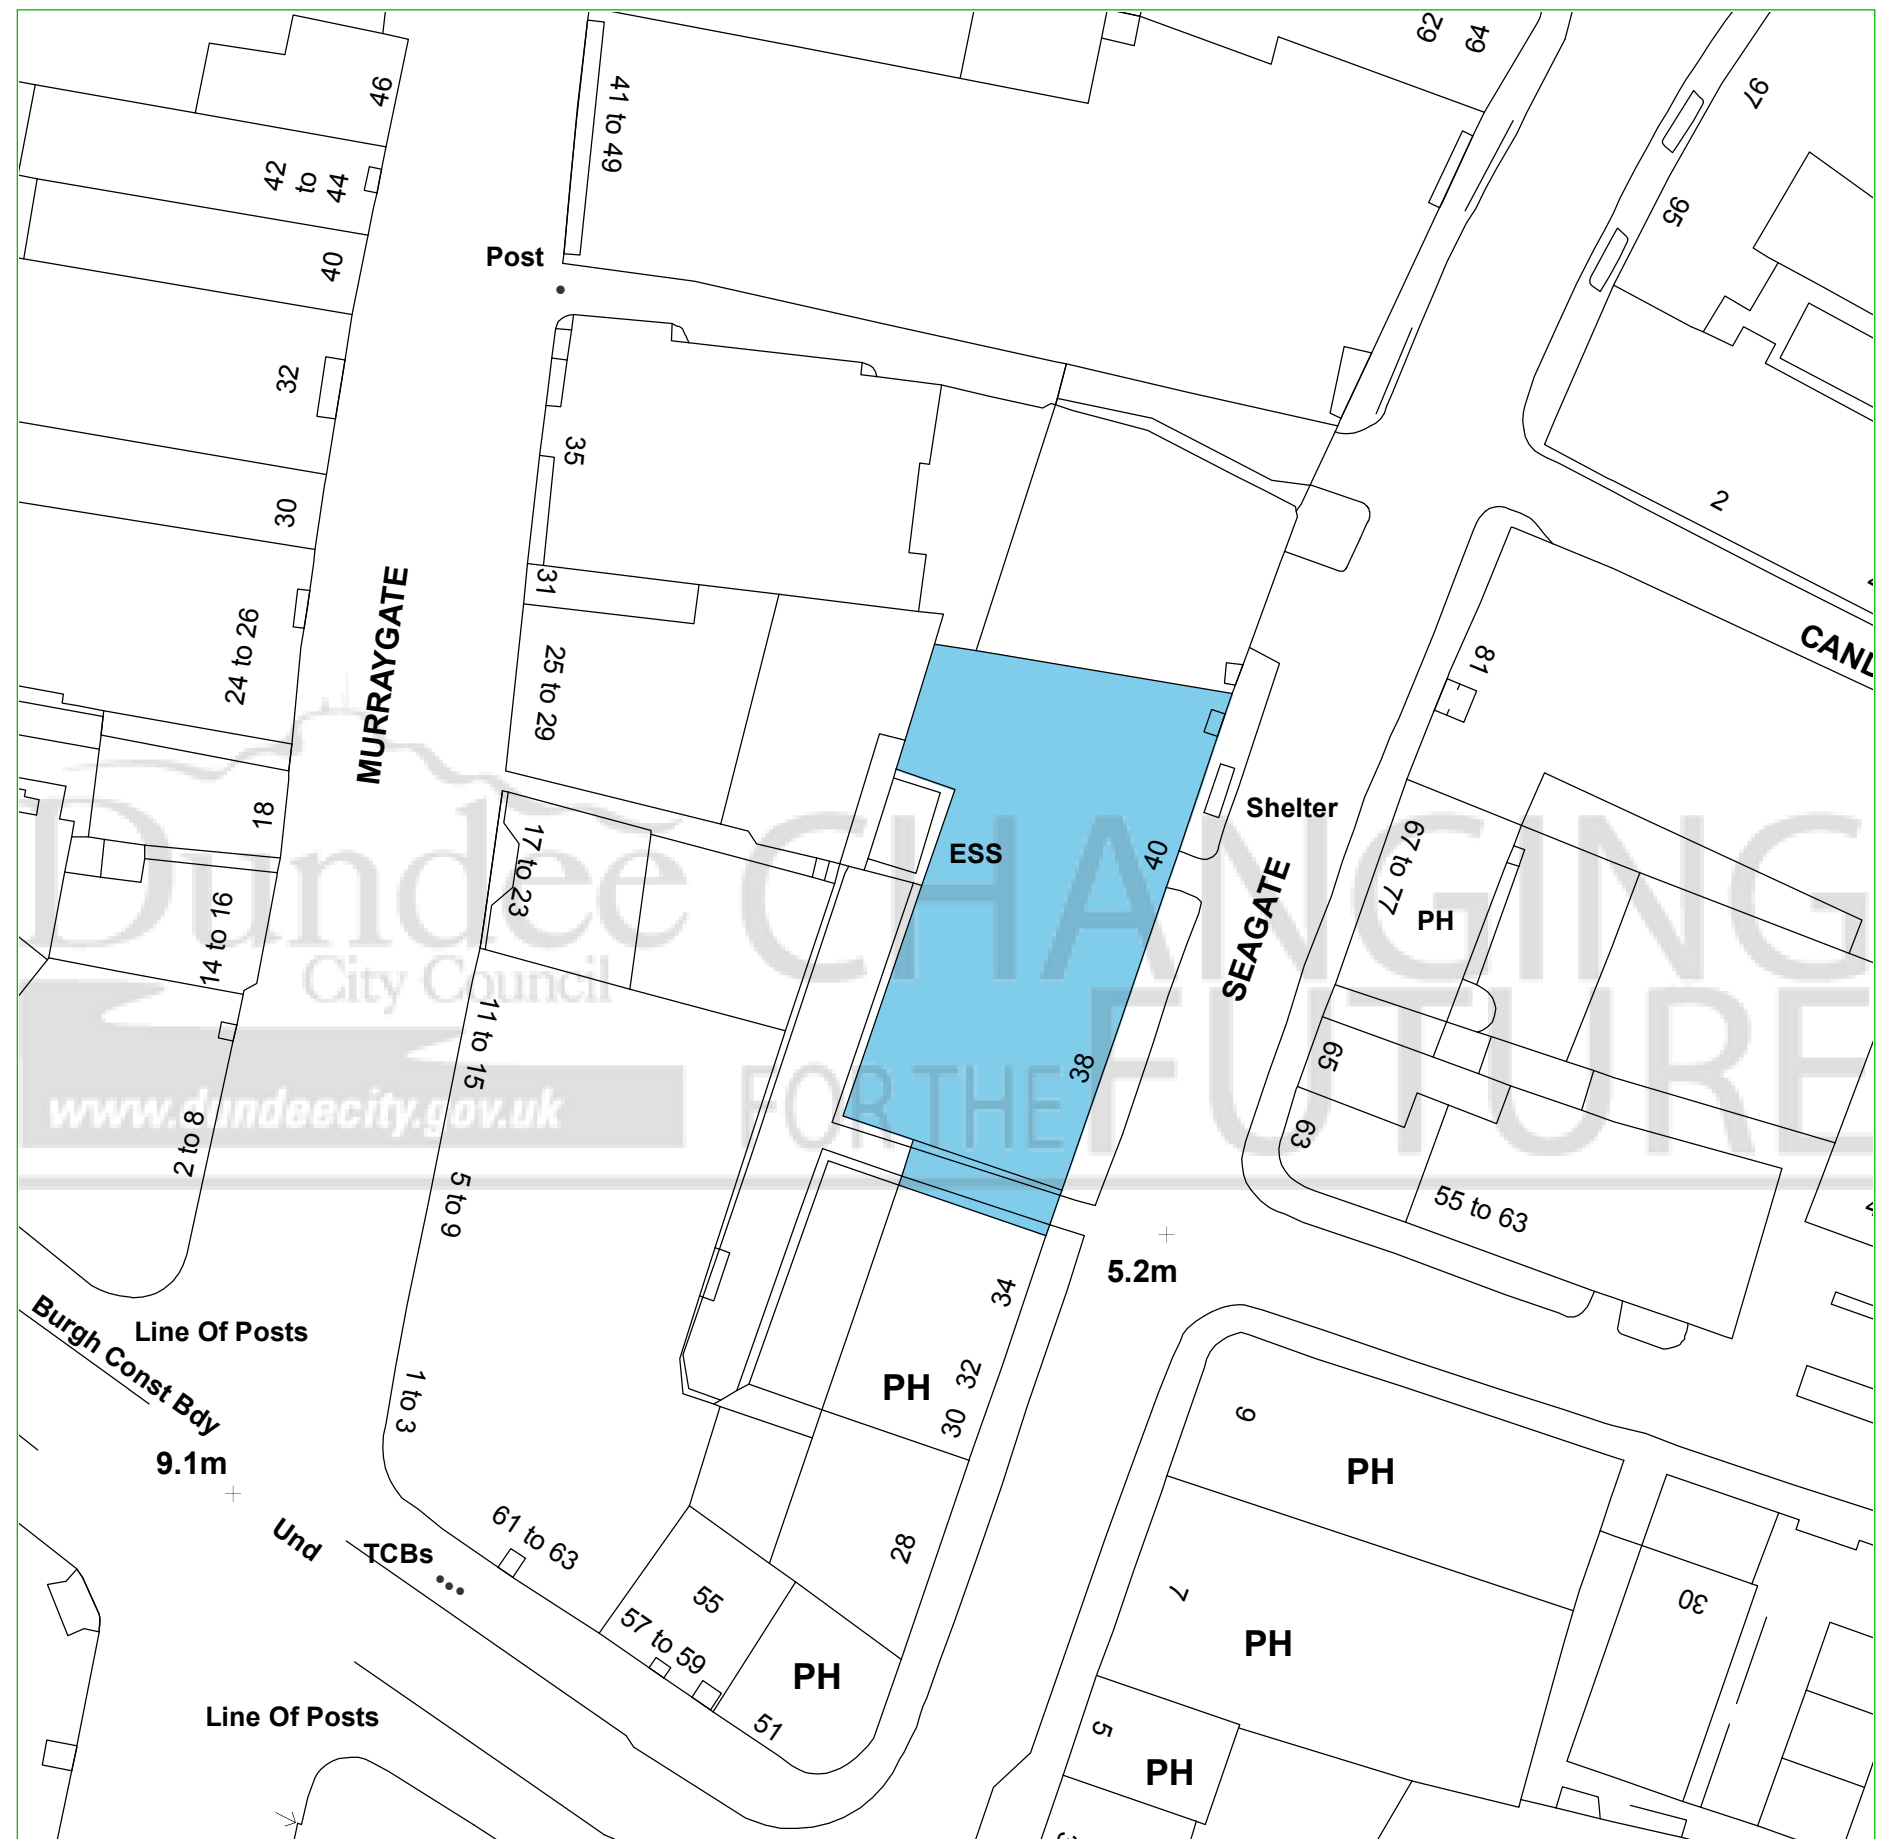 62
64
46
41 to 49
97
42
to
44
95
40
Post
32
35
2
30
31
MURRAYGATE
24 to 26
25 to 29
81
CANL
18
17 to 23
Shelter
ESS
40
67 to 77
PH
SEAGATE
14 to 16
Dundee
City Council
CHANGING
FOR THE FUTURE
www.dundeecity.gov.uk
11 to 15
38
65
63
2 to 8
5 to 9
55 to 63
5.2m
34
Burgh Const Bdy
Line Of Posts
1 to 3
PH
32
30
9
PH
9.1m
Und
TCBs
61 to 63
28
55
57 to 59
7
30
PH
PH
51
Line Of Posts
5
PH